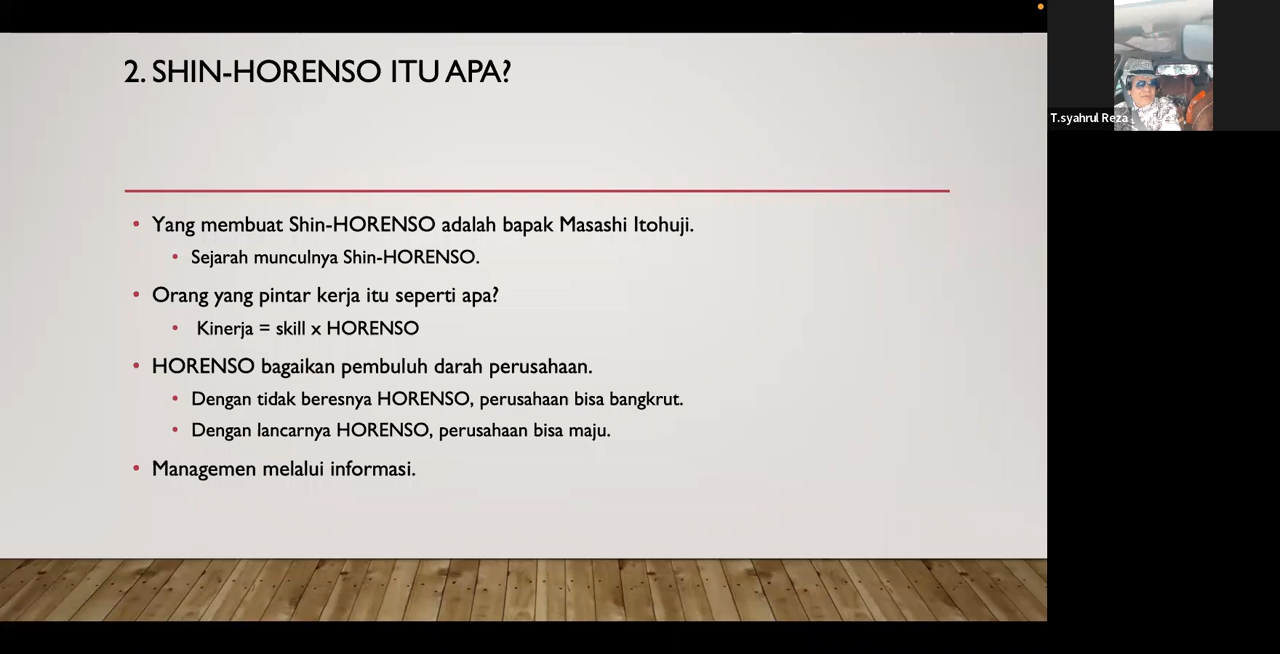 2. SHIN-HORENSO ITU APA?
• Yang membuat Shin-HORENSO adalah bapak Masashi Itohuji.
• Sejarah munculnya Shin-HORENSO.
• Orang yang pintar kerja itu seperti apa?
• Kinerja = skill x HORENSO
• HORENSO bagaikan pembuluh darah perusahaan.
• Dengan tidak beresnya HORENSO, perusahaan bisa bangkrut.
• Dengan lancarnya HORENSO, perusahaan bisa maju.
• Managemen melalui informasi.
T.syahrul Reza